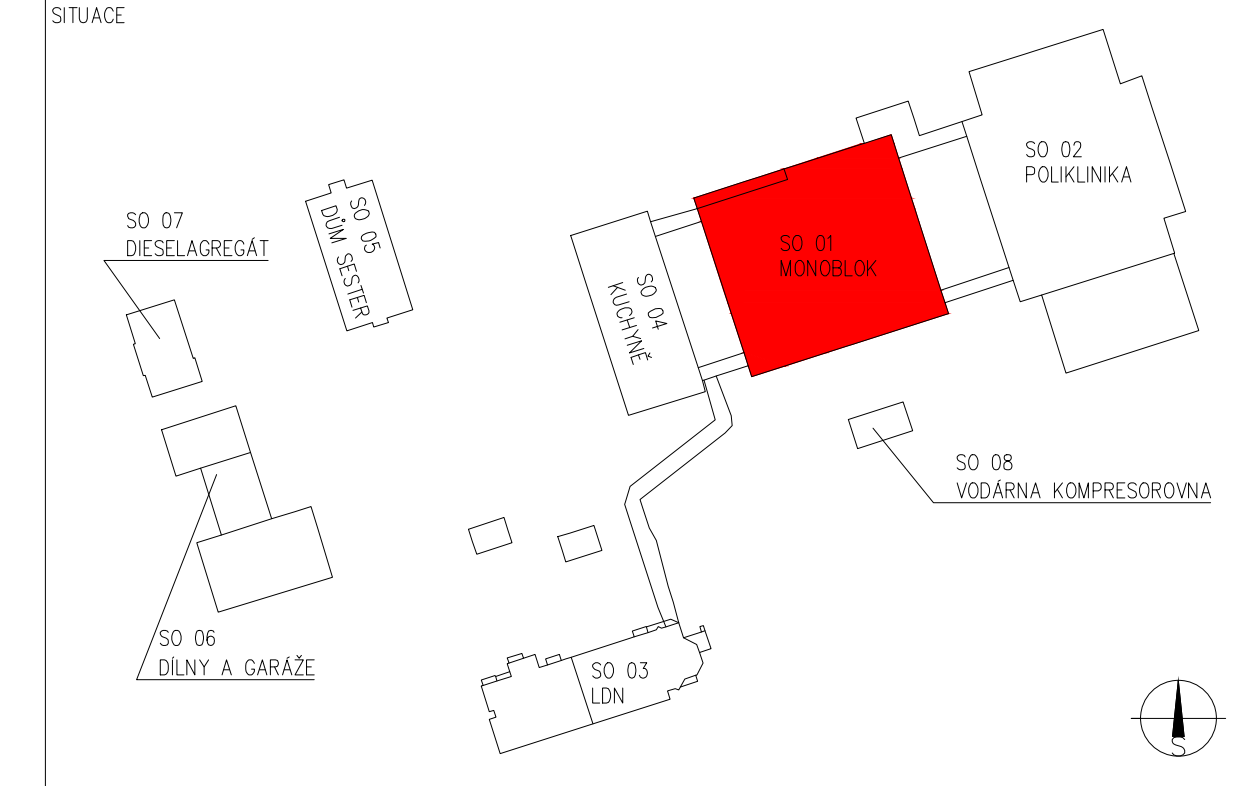 SITUACE
SO 02
POLIKLINIKA
SO 07
DIESELAGREGÁT
SO 05
DŮM SESTER
SO 01
MONOBLOK
SO 04
KUCHYNĚ
SO 08
VODÁRNA KOMPRESOROVNA
SO 06
DÍLNY A GARÁŽE
SO 03
LDN
S